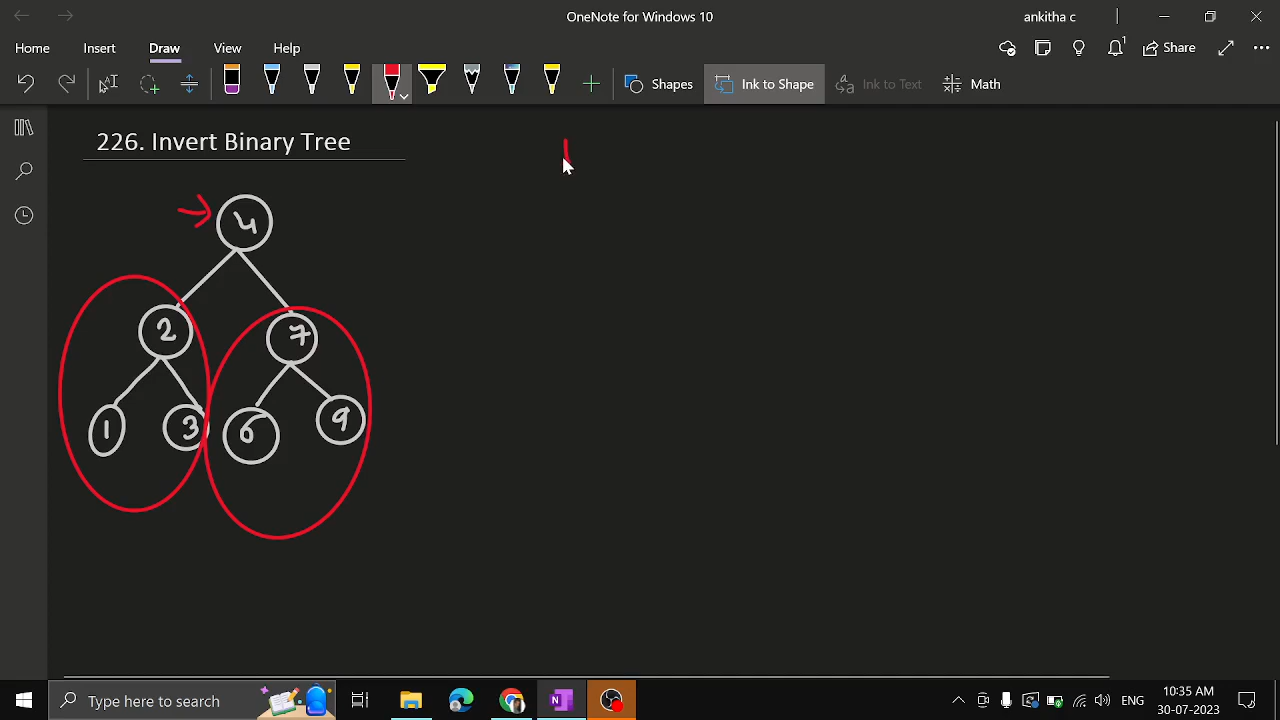 OneNote for Windows 10
ankitha c
Home Insert Draw View Help
1
Share
Shapes
Ink to Shape
Ink to Text
Math
226. Invert Binary Tree
4
2 7
1 3 6 9
Type here to search
ENG
10:35 AM
30-07-2023